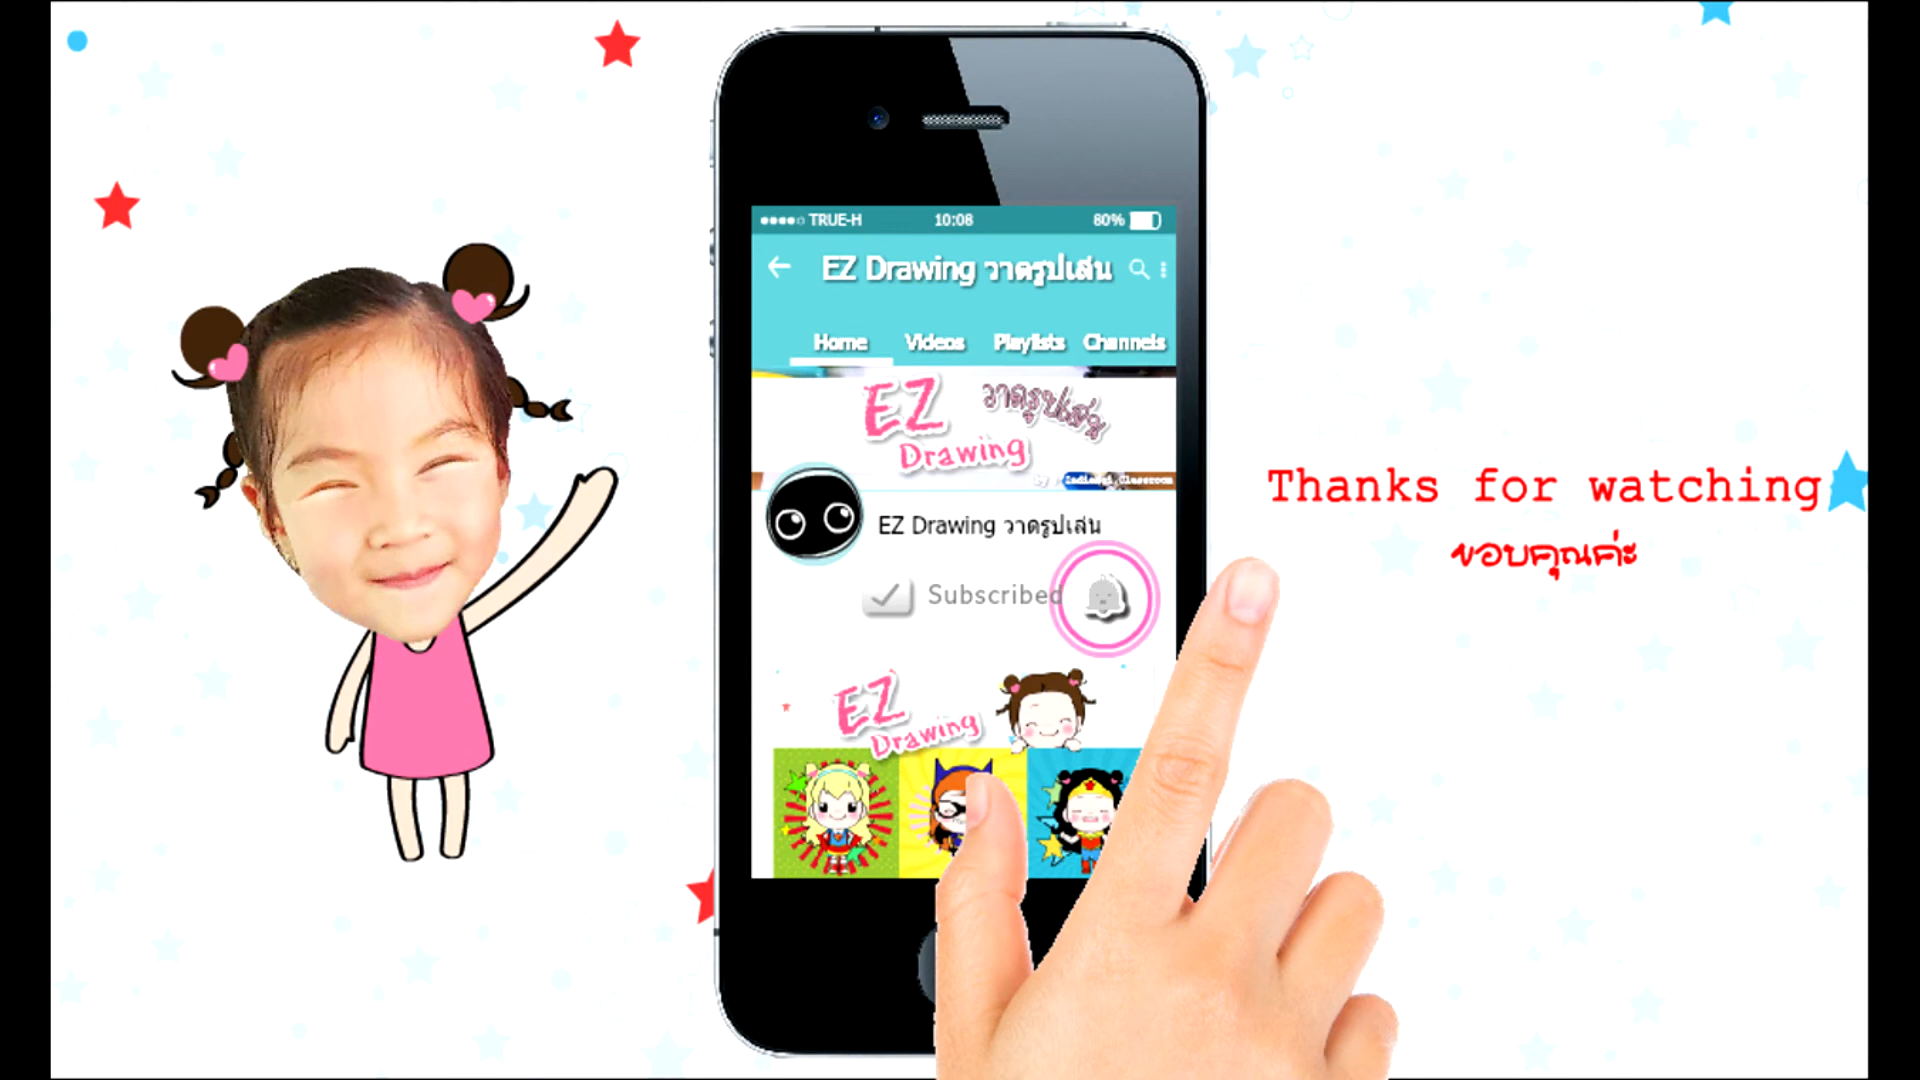 TRUE-H 10:08 80%
EZ Drawing วาดรูปเล่น
Home Videos Playlists Channels
EZ วาดรูปเล่น
Drawing
EZ Drawing วาดรูปเล่น
Subscribed
EZ
Drawing
Thanks for watching
ขอบคุณค่ะ